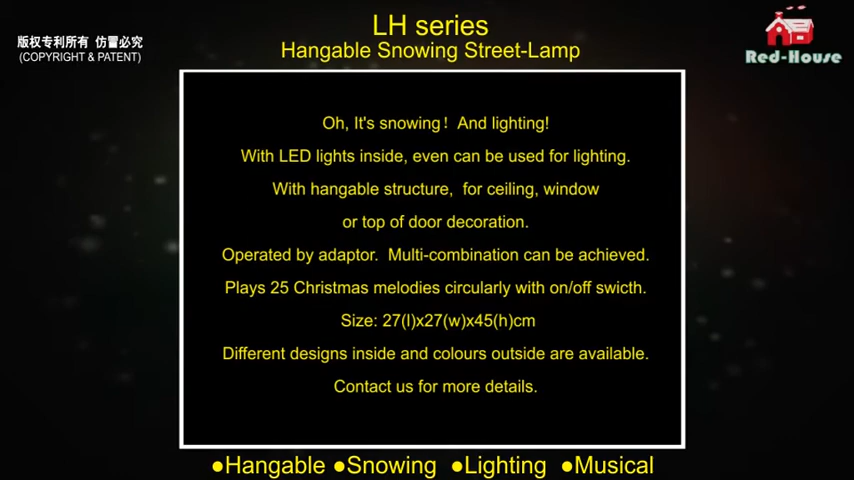 LH series
Hangable Snowing Street-Lamp
版权专利所有 仿冒必究
(COPYRIGHT & PATENT)
Red-House
Oh, It's snowing！ And lighting!
With LED lights inside, even can be used for lighting.
With hangable structure, for ceiling, window
or top of door decoration.
Operated by adaptor. Multi-combination can be achieved.
Plays 25 Christmas melodies circularly with on/off swicth.
Size: 27(l)x27(w)x45(h)cm
Different designs inside and colours outside are available.
Contact us for more details.
●Hangable ●Snowing ●Lighting ●Musical